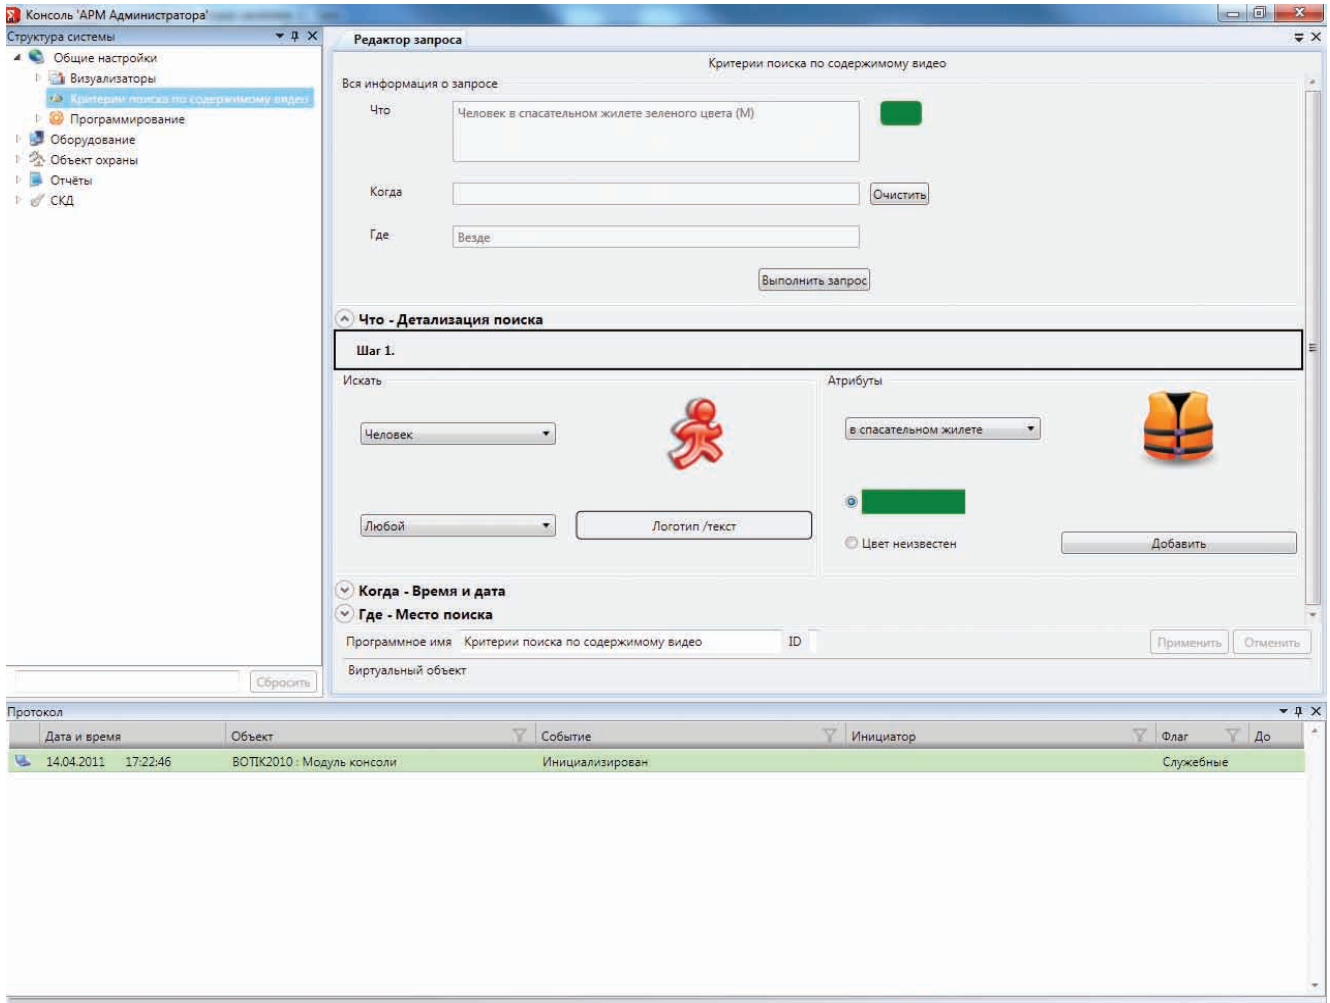 Консоль 'АРМ Администратора'
Структура системы
Общие настройки
Визуализаторы
Критерии поиска по содержимому видео
Программирование
Оборудование
Объект охраны
Отчёты
СКД
Сбросить
Редактор запроса
Критерии поиска по содержимому видео
Вся информация о запросе
Что
Человек в спасательном жилете зеленого цвета (М)
Когда
Очистить
Где
Везде
Выполнить запрос
Что - Детализация поиска
Шаг 1.
Искать
Человек
Любой
Логотип /текст
Атрибуты
в спасательном жилете
Цвет неизвестен
Добавить
Когда - Время и дата
Где - Место поиска
Программное имя Критерии поиска по содержимому видео ID
Применить Отменить
Виртуальный объект
Протокол
Дата и время Объект Событие Инициатор Флаг До
14.04.2011 17:22:46 BOTIK2010 : Модуль консоли Инициализирован Служебные